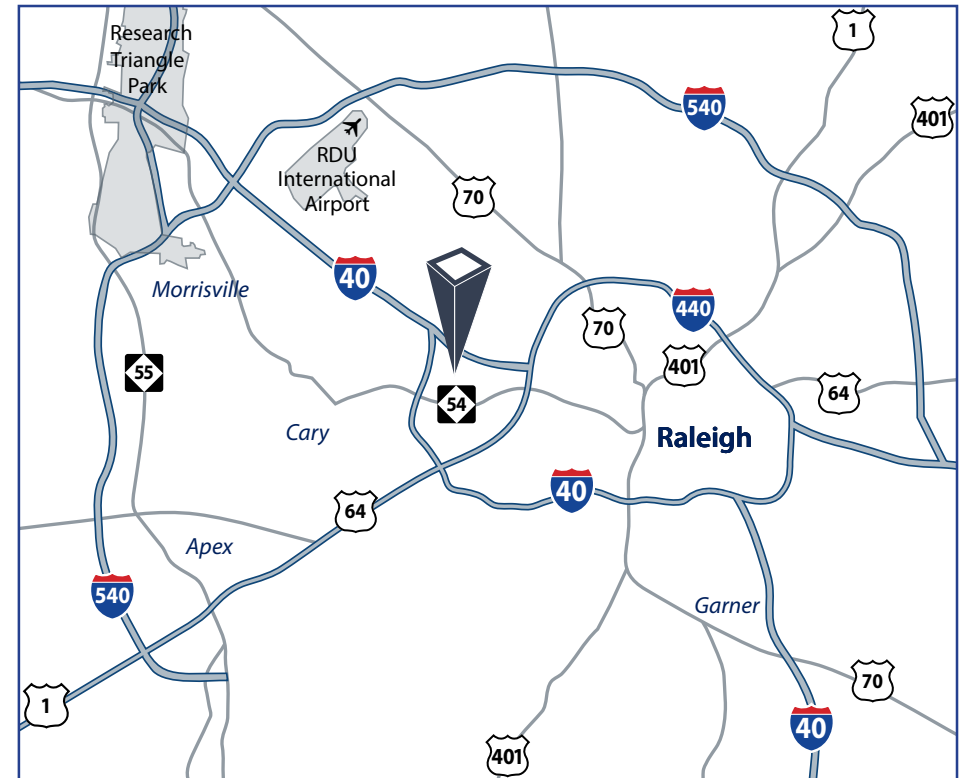 Research
Triangle
Park
1
540
401
RDU
International
Airport
70
40
Morrisville
440
70
401
55
64
54
Cary
Raleigh
40
64
Apex
540
Garner
70
1
40
401